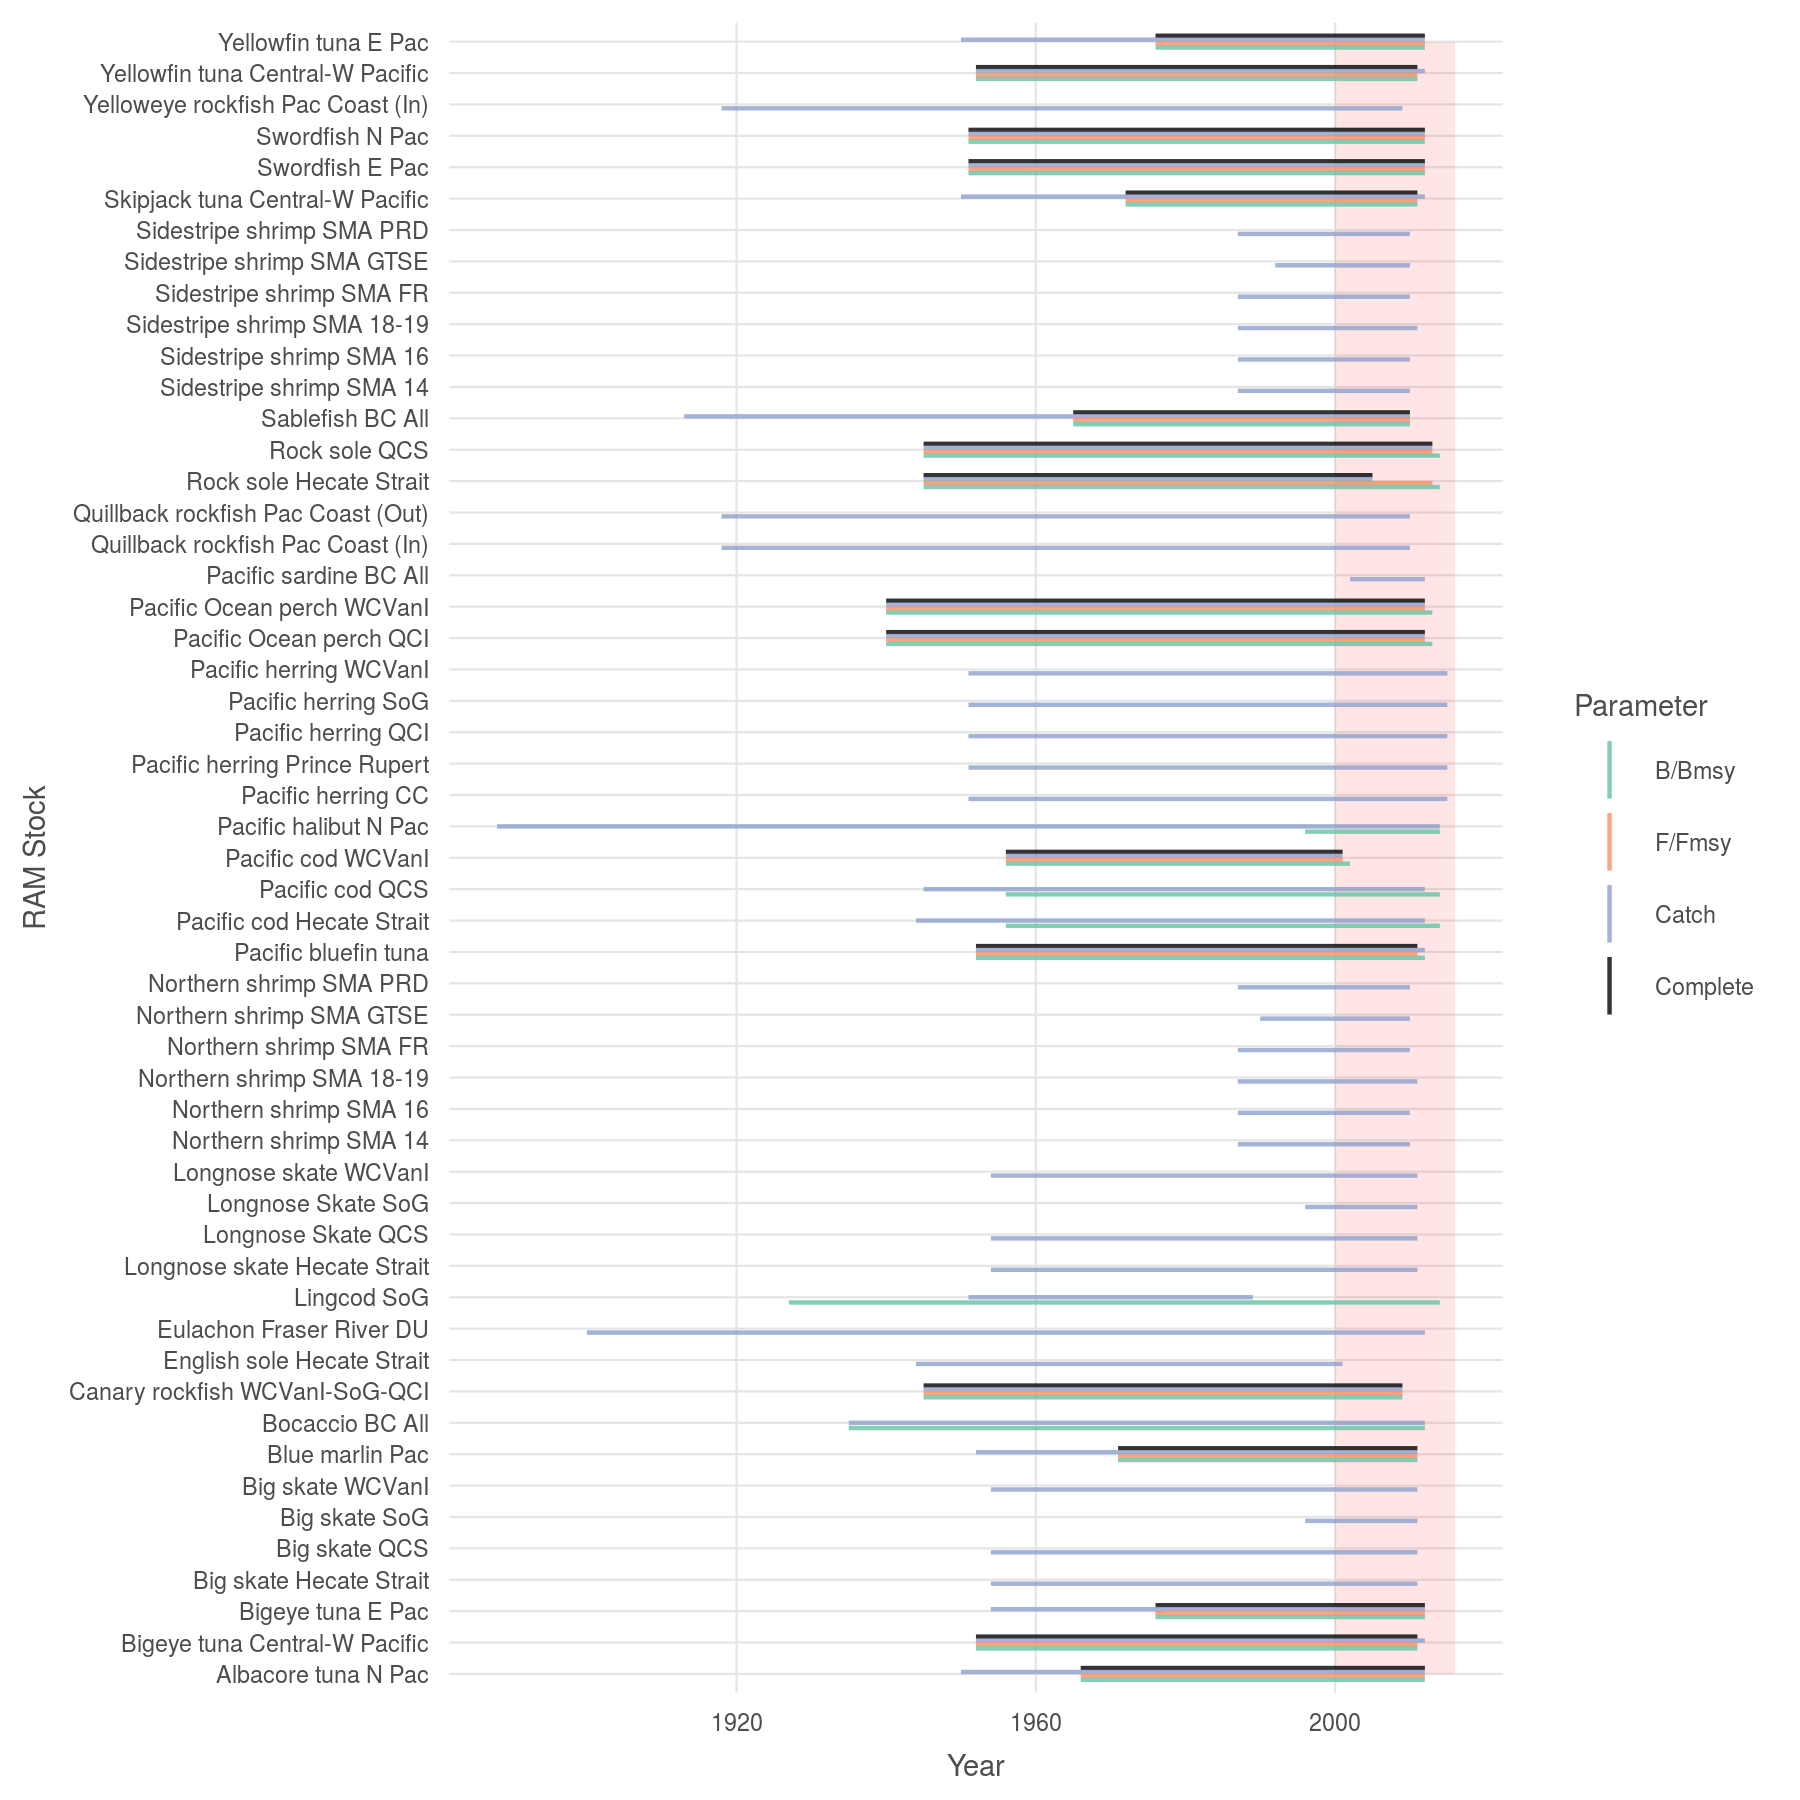 Yellowfin tuna E Pac
Yellowfin tuna Central-W Pacific
Yelloweye rockfish Pac Coast (In)
Swordfish N Pac
Swordfish E Pac
Skipjack tuna Central-W Pacific
Sidestripe shrimp SMA PRD
Sidestripe shrimp SMA GTSE
Sidestripe shrimp SMA FR
Sidestripe shrimp SMA 18-19
Sidestripe shrimp SMA 16
Sidestripe shrimp SMA 14
Sablefish BC All
Rock sole QCS
Rock sole Hecate Strait
Quillback rockfish Pac Coast (Out)
Quillback rockfish Pac Coast (In)
Pacific sardine BC All
Pacific Ocean perch WCVanI
Pacific Ocean perch QCI
Pacific herring WCVanI
Pacific herring SoG
Pacific herring QCI
Pacific herring Prince Rupert
Pacific herring CC
Pacific halibut N Pac
Pacific cod WCVanI
Pacific cod QCS
Pacific cod Hecate Strait
Pacific bluefin tuna
Northern shrimp SMA PRD
Northern shrimp SMA GTSE
Northern shrimp SMA FR
Northern shrimp SMA 18-19
Northern shrimp SMA 16
Northern shrimp SMA 14
Longnose skate WCVanI
Longnose Skate SoG
Longnose Skate QCS
Longnose skate Hecate Strait
Lingcod SoG
Eulachon Fraser River DU
English sole Hecate Strait
Canary rockfish WCVanI-SoG-QCI
Bocaccio BC All
Blue marlin Pac
Big skate WCVanI
Big skate SoG
Big skate QCS
Big skate Hecate Strait
Bigeye tuna E Pac
Bigeye tuna Central-W Pacific
Albacore tuna N Pac
RAM Stock
1920
1960
2000
Year
Parameter
B/Bmsy
F/Fmsy
Catch
Complete